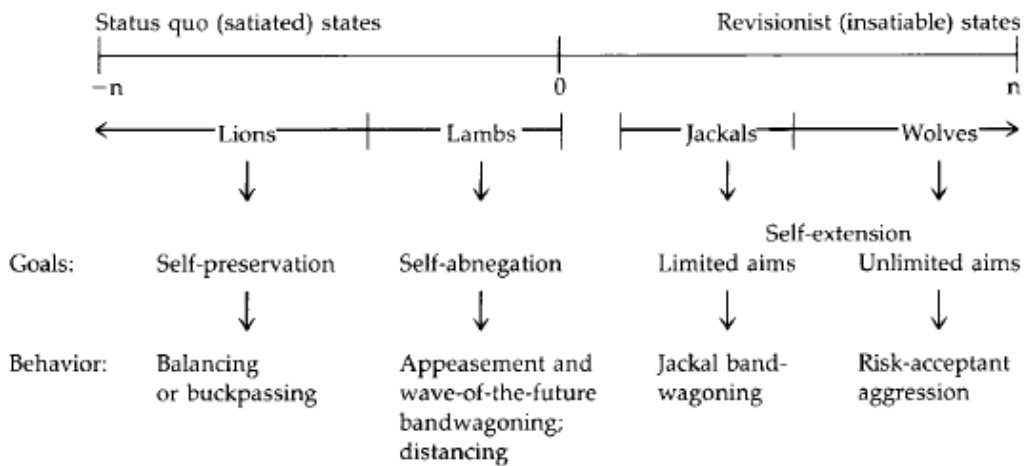 Status quo (satiated) states Revisionist (insatiable) states
−n 0 n
Lions Lambs Jackals Wolves
Self-extension
Goals: Self-preservation Self-abnegation Limited aims Unlimited aims
Behavior: Balancing Appeasement and Jackal band- Risk-acceptant
or buckpassing wave-of-the-future wagoning aggression
bandwagoning;
distancing